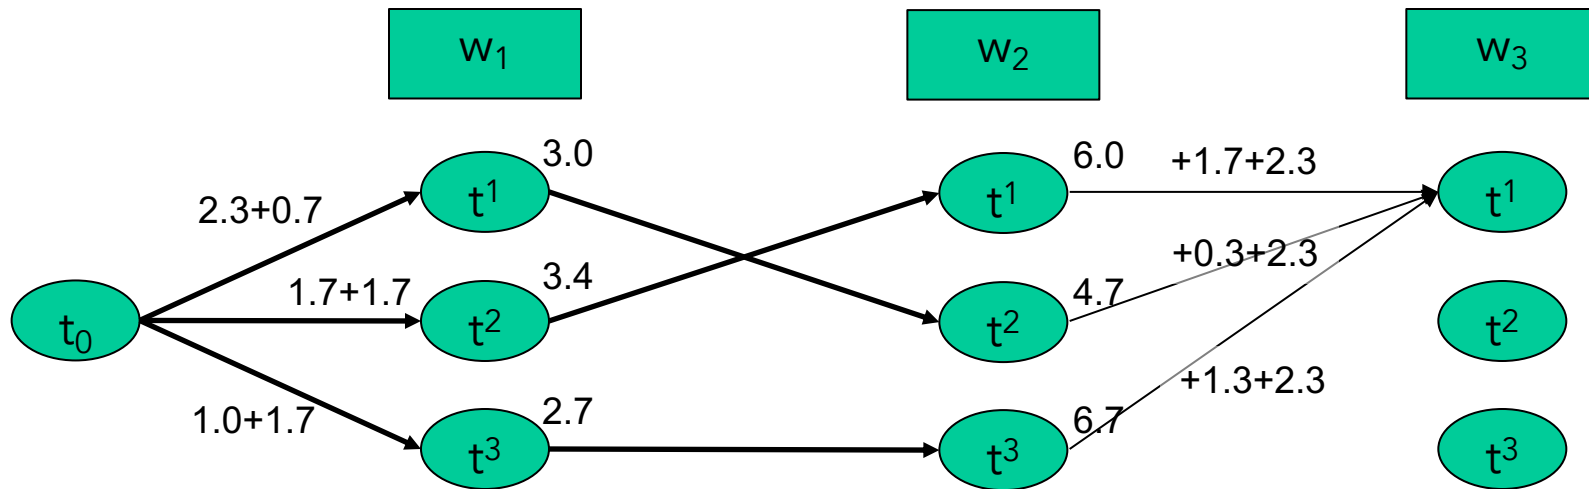 w₁ w₂ w₃
3.0 6.0 +1.7+2.3
t¹ t¹ t¹
2.3+0.7
+0.3+2.3
1.7+1.7 3.4 4.7
t₀ t² t² t²
+1.3+2.3
1.0+1.7 2.7 6.7
t³ t³ t³